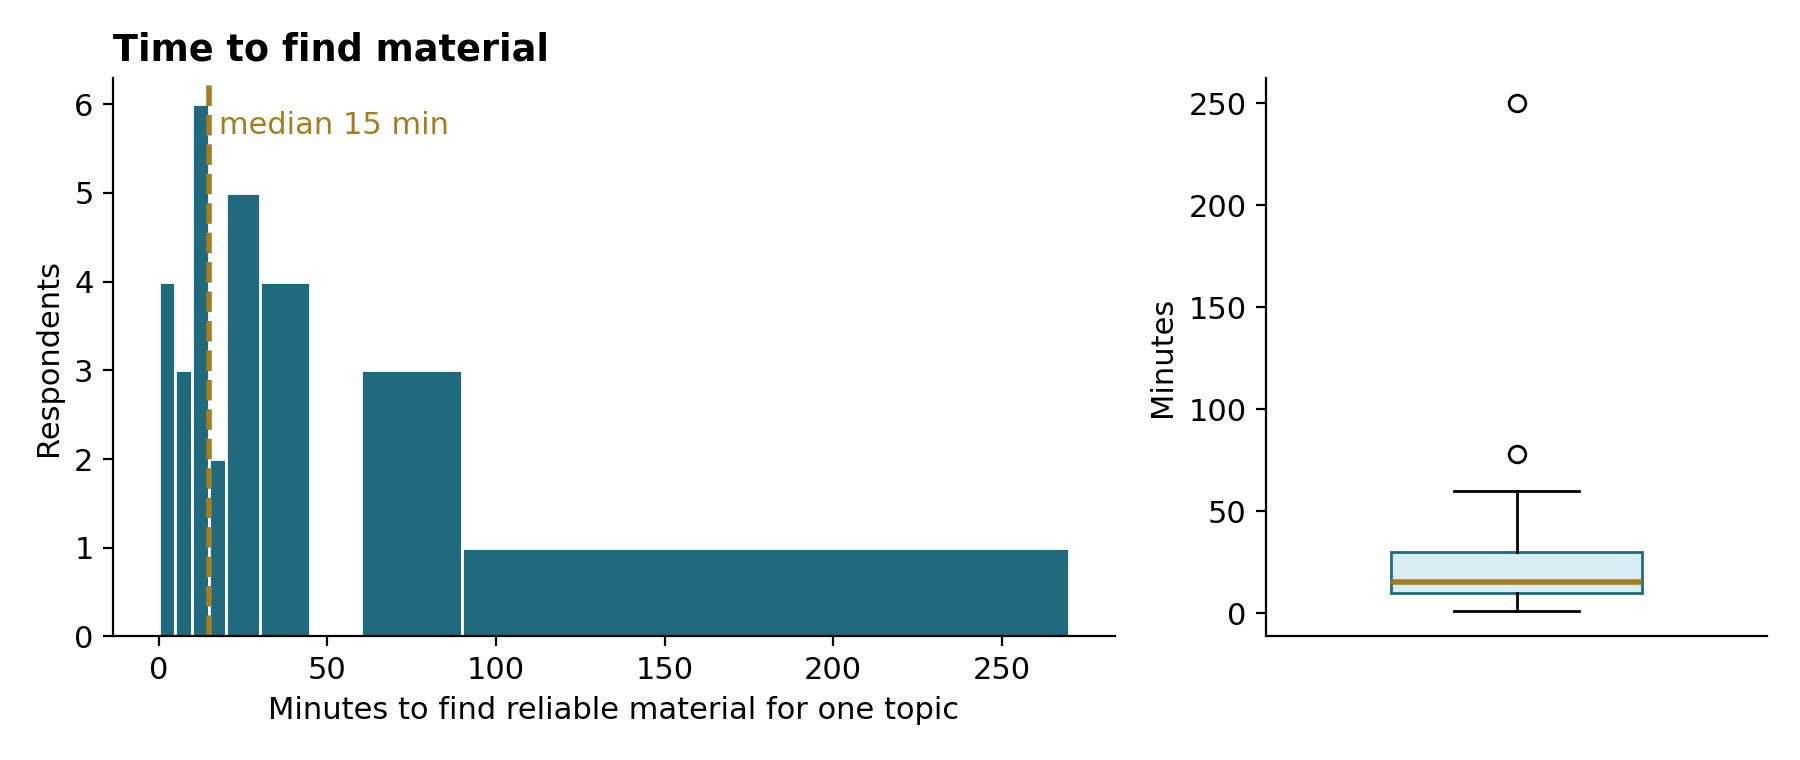 Time to find material
6
5
4
3
2
1
0
Respondents
median 15 min
0 50 100 150 200 250
Minutes to find reliable material for one topic
250
200
150
100
50
0
Minutes